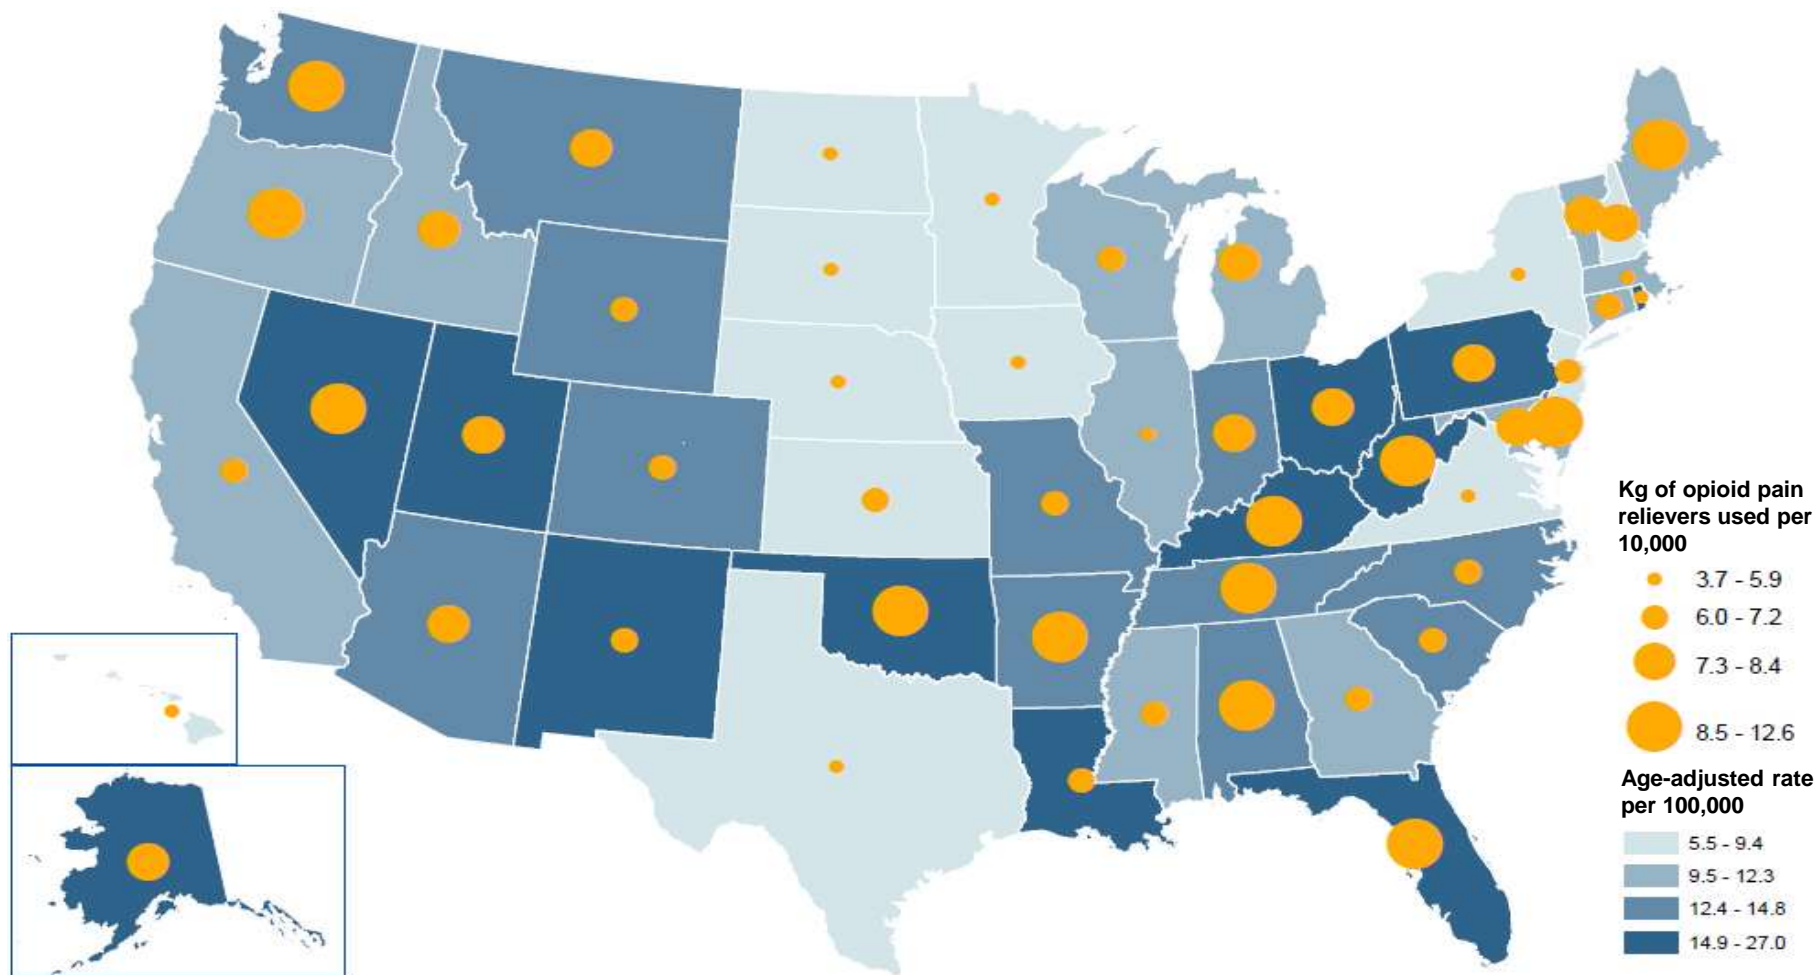 Kg of opioid pain
relievers used per
10,000
3.7 - 5.9
6.0 - 7.2
7.3 - 8.4
8.5 - 12.6
Age-adjusted rate
per 100,000
5.5 - 9.4
9.5 - 12.3
12.4 - 14.8
14.9 - 27.0